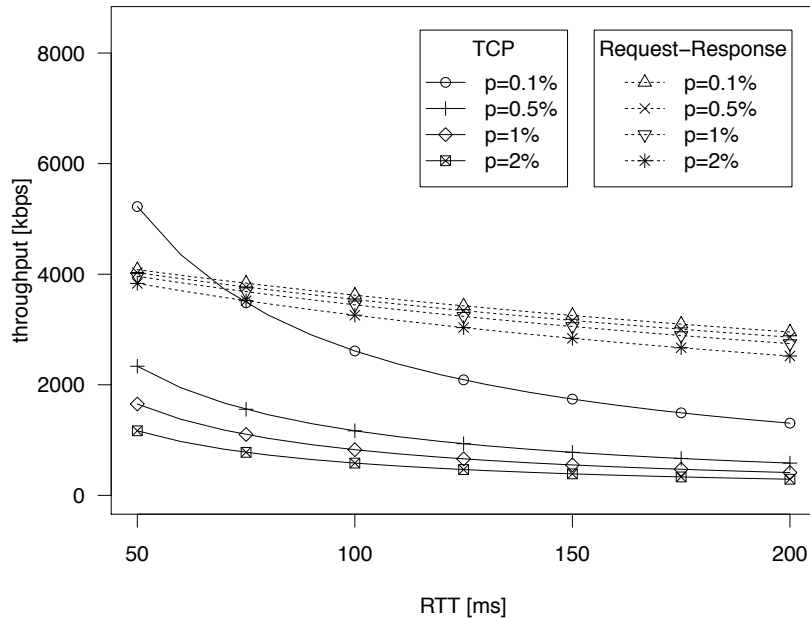 throughput [kbps]
8000
6000
4000
2000
0
TCP
p=0.1%
p=0.5%
p=1%
p=2%
Request−Response
p=0.1%
p=0.5%
p=1%
p=2%
50
100
150
200
RTT [ms]